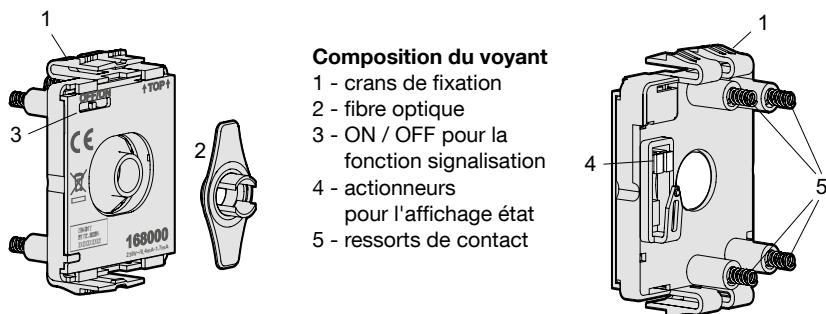 1
OFF/ON
↑TOP↑
3
2
168000
Composition du voyant
1 - crans de fixation
2 - fibre optique
3 - ON / OFF pour la
fonction signalisation
4 - actionneurs
pour l'affichage état
5 - ressorts de contact
1
4
5